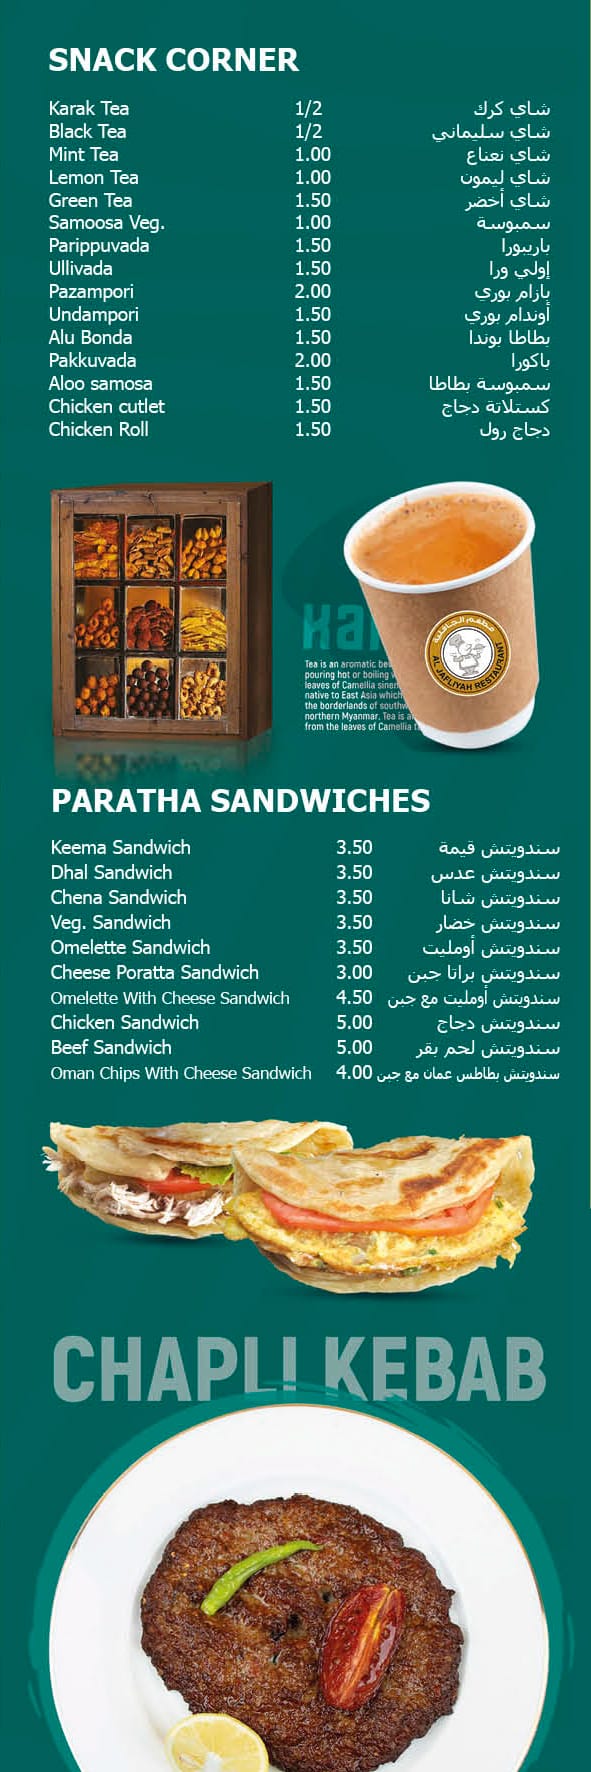 SNACK CORNER
Karak Tea 1/2 شاي كرك
Black Tea 1/2 شاي سليماني
Mint Tea 1.00 شاي نعناع
Lemon Tea 1.00 شاي ليمون
Green Tea 1.50 شاي أخضر
Samoosa Veg. 1.00 سمبوسة
Parippuvada 1.50 باريبورا
Ullivada 1.50 إولي ورا
Pazampori 2.00 بازام بوري
Undampori 1.50 أوندام بوري
Alu Bonda 1.50 بطاطا بوندا
Pakkuvada 2.00 باكورا
Aloo samosa 1.50 سمبوسة بطاطا
Chicken cutlet 1.50 كستلاتة دجاج
Chicken Roll 1.50 دجاج رول
Kar
Tea is an aromatic bev
pouring hot or boiling w
leaves of Camellia sinen
native to East Asia which
the borderlands of southw
northern Myanmar. Tea is a
from the leaves of Camellia t
مطعم الجافلية
AL JAFLIYAH RESTAURANT
PARATHA SANDWICHES
Keema Sandwich 3.50 سندويتش قيمة
Dhal Sandwich 3.50 سندويتش عدس
Chena Sandwich 3.50 سندويتش شانا
Veg. Sandwich 3.50 سندويتش خضار
Omelette Sandwich 3.50 سندويتش أومليت
Cheese Poratta Sandwich 3.00 سندويتش براتا جبن
Omelette With Cheese Sandwich 4.50 سندويتش أومليت مع جبن
Chicken Sandwich 5.00 سندويتش دجاج
Beef Sandwich 5.00 سندويتش لحم بقر
Oman Chips With Cheese Sandwich 4.00 سندويتش بطاطس عمان مع جبن
CHAPLI KEBAB